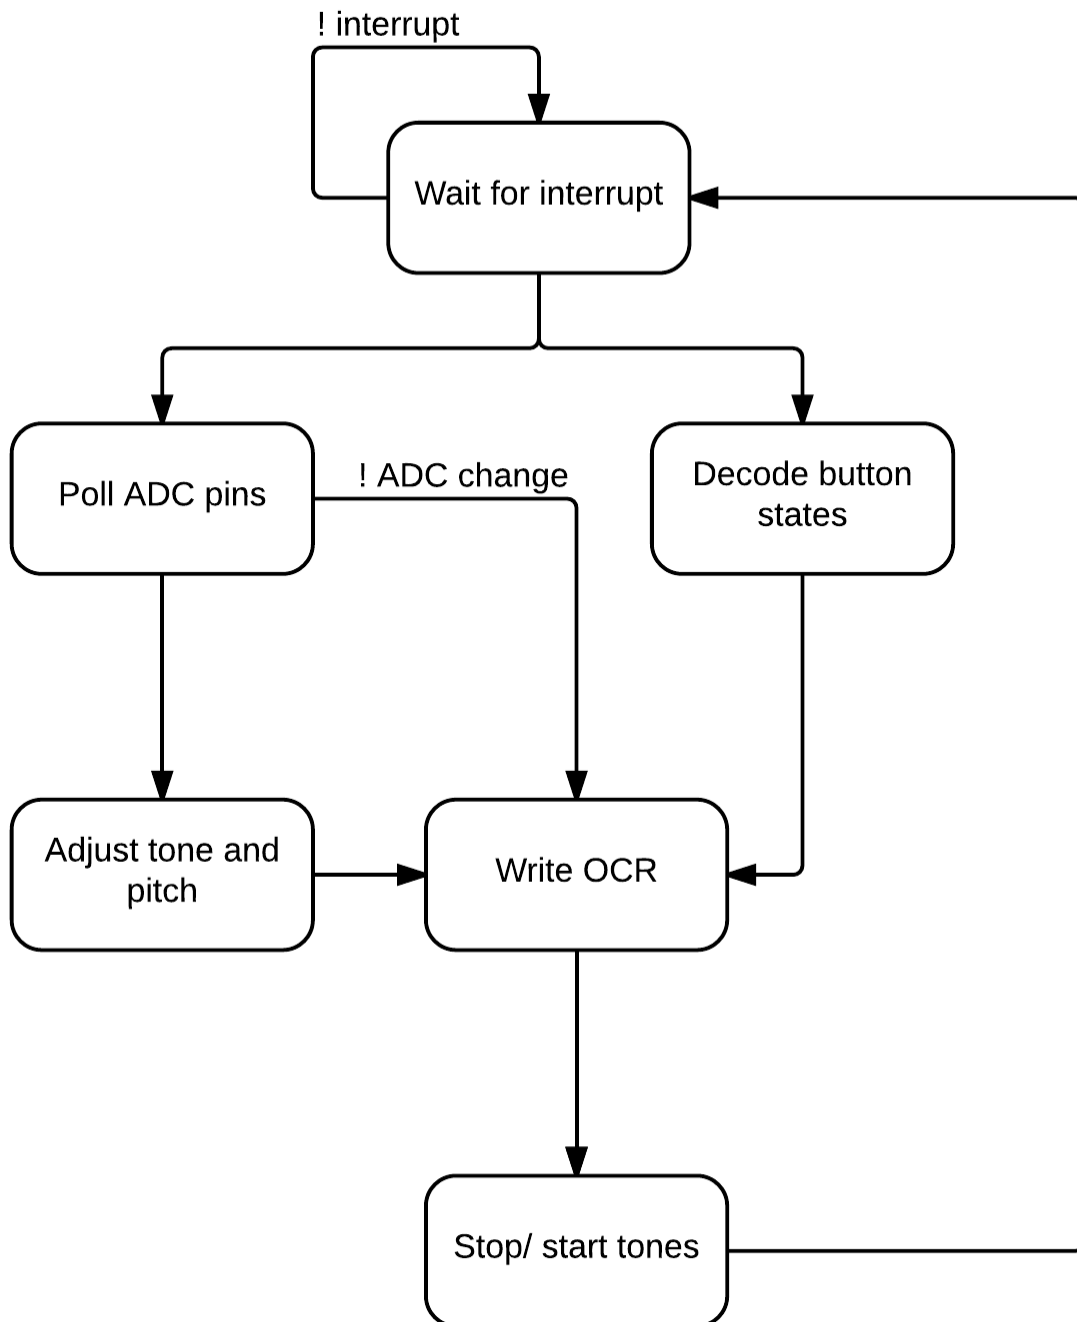 ! interrupt
Wait for interrupt
Poll ADC pins
! ADC change
Decode button
states
Adjust tone and
pitch
Write OCR
Stop/ start tones